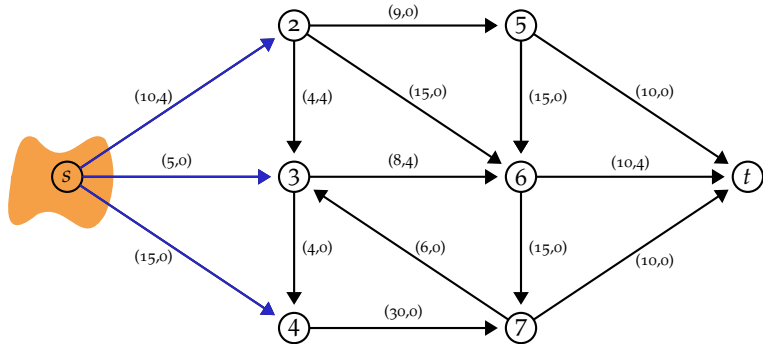 2 (9,0) 5
(10,4) (4,4) (15,0) (15,0) (10,0)
s (5,0) 3 (8,4) 6 (10,4) t
(15,0) (4,0) (6,0) (15,0) (10,0)
4 (30,0) 7